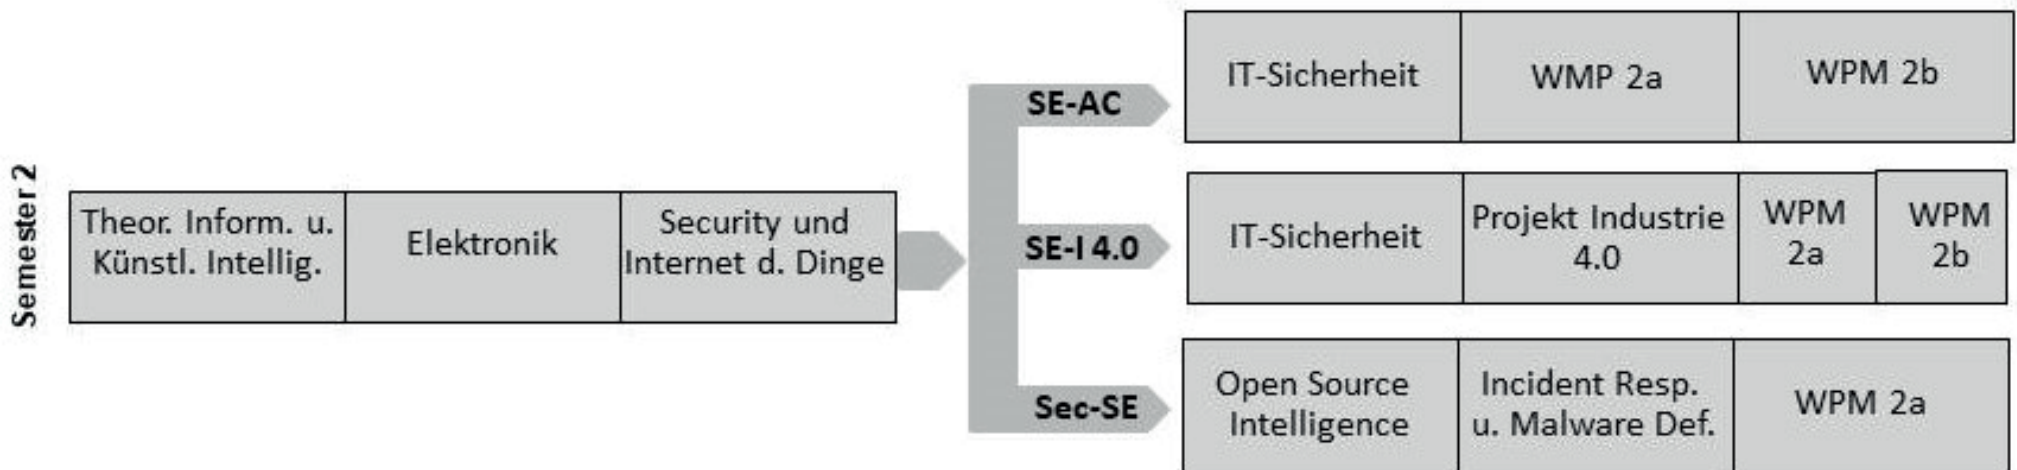 Semester 2
Theor. Inform. u.
Künstl. Intellig.
Elektronik
Security und
Internet d. Dinge
SE-AC
IT-Sicherheit
WMP 2a
WPM 2b
SE-I 4.0
IT-Sicherheit
Projekt Industrie
4.0
WPM
2a
WPM
2b
Sec-SE
Open Source
Intelligence
Incident Resp.
u. Malware Def.
WPM 2a